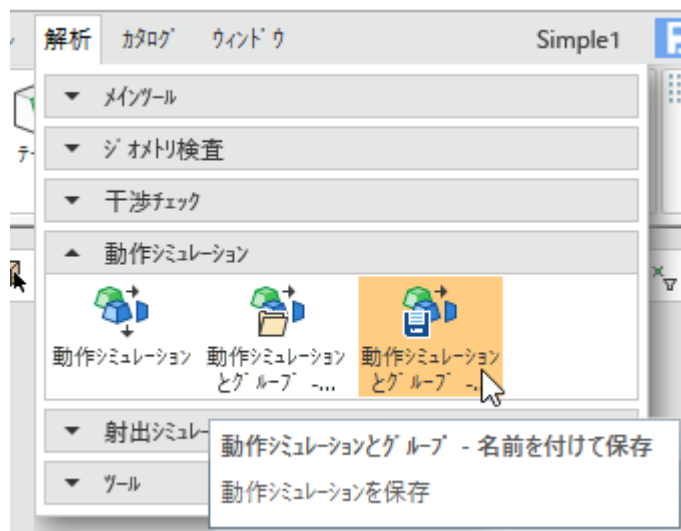 解析 ｶﾀﾛｸﾞ ｳｨﾝﾄﾞｳ Simple1
ﾒｲﾝﾂｰﾙ
ｼﾞｵﾒﾄﾘ検査
干渉ﾁｪｯｸ
動作ｼﾐｭﾚｰｼｮﾝ
動作ｼﾐｭﾚｰｼｮﾝ 動作ｼﾐｭﾚｰｼｮﾝ 動作ｼﾐｭﾚｰｼｮﾝ
とｸﾞﾙｰﾌﾟ -... とｸﾞﾙｰﾌﾟ -...
射出ｼﾐｭﾚｰ
動作ｼﾐｭﾚｰｼｮﾝとｸﾞﾙｰﾌﾟ - 名前を付けて保存
ﾂｰﾙ
動作ｼﾐｭﾚｰｼｮﾝを保存